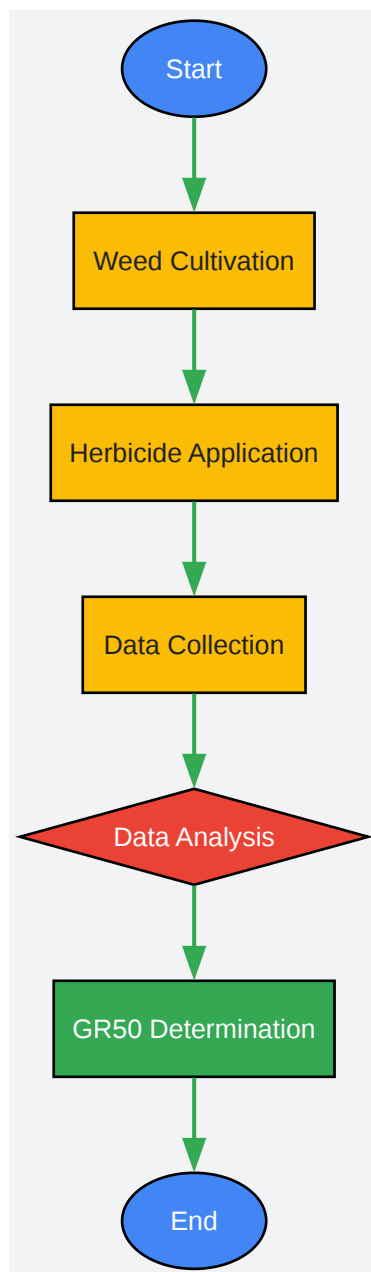 Start
Weed Cultivation
Herbicide Application
Data Collection
Data Analysis
GR50 Determination
End